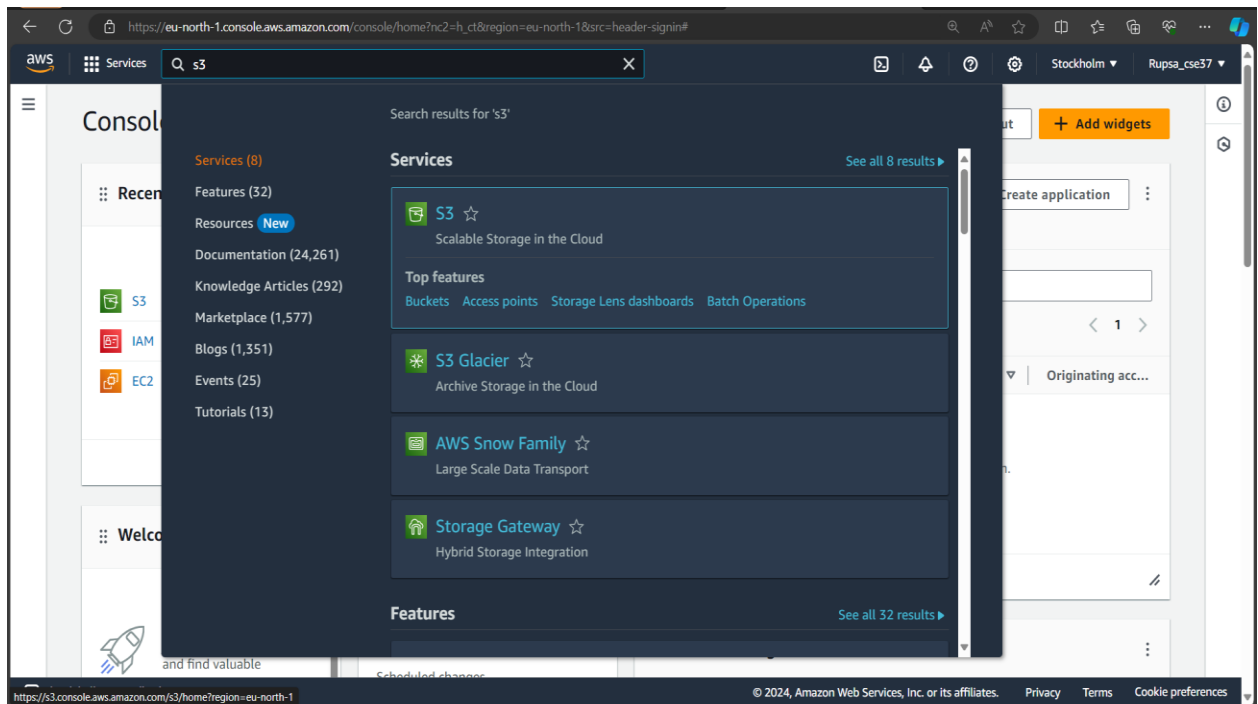 https://eu-north-1.console.aws.amazon.com/console/home?nc2=h_ct&region=eu-north-1&src=header-signin#
aws Services s3 Stockholm Rupsa_cse37
Consol
Add widgets
Recen
Create application
S3
IAM
EC2
1
Originating acc...
Welco
and find valuable
Search results for 's3'
Services (8)
Features (32)
Resources New
Documentation (24,261)
Knowledge Articles (292)
Marketplace (1,577)
Blogs (1,351)
Events (25)
Tutorials (13)
Services See all 8 results
S3
Scalable Storage in the Cloud
Top features
Buckets Access points Storage Lens dashboards Batch Operations
S3 Glacier
Archive Storage in the Cloud
AWS Snow Family
Large Scale Data Transport
Storage Gateway
Hybrid Storage Integration
Features See all 32 results
https://s3.console.aws.amazon.com/s3/home?region=eu-north-1
© 2024, Amazon Web Services, Inc. or its affiliates. Privacy Terms Cookie preferences